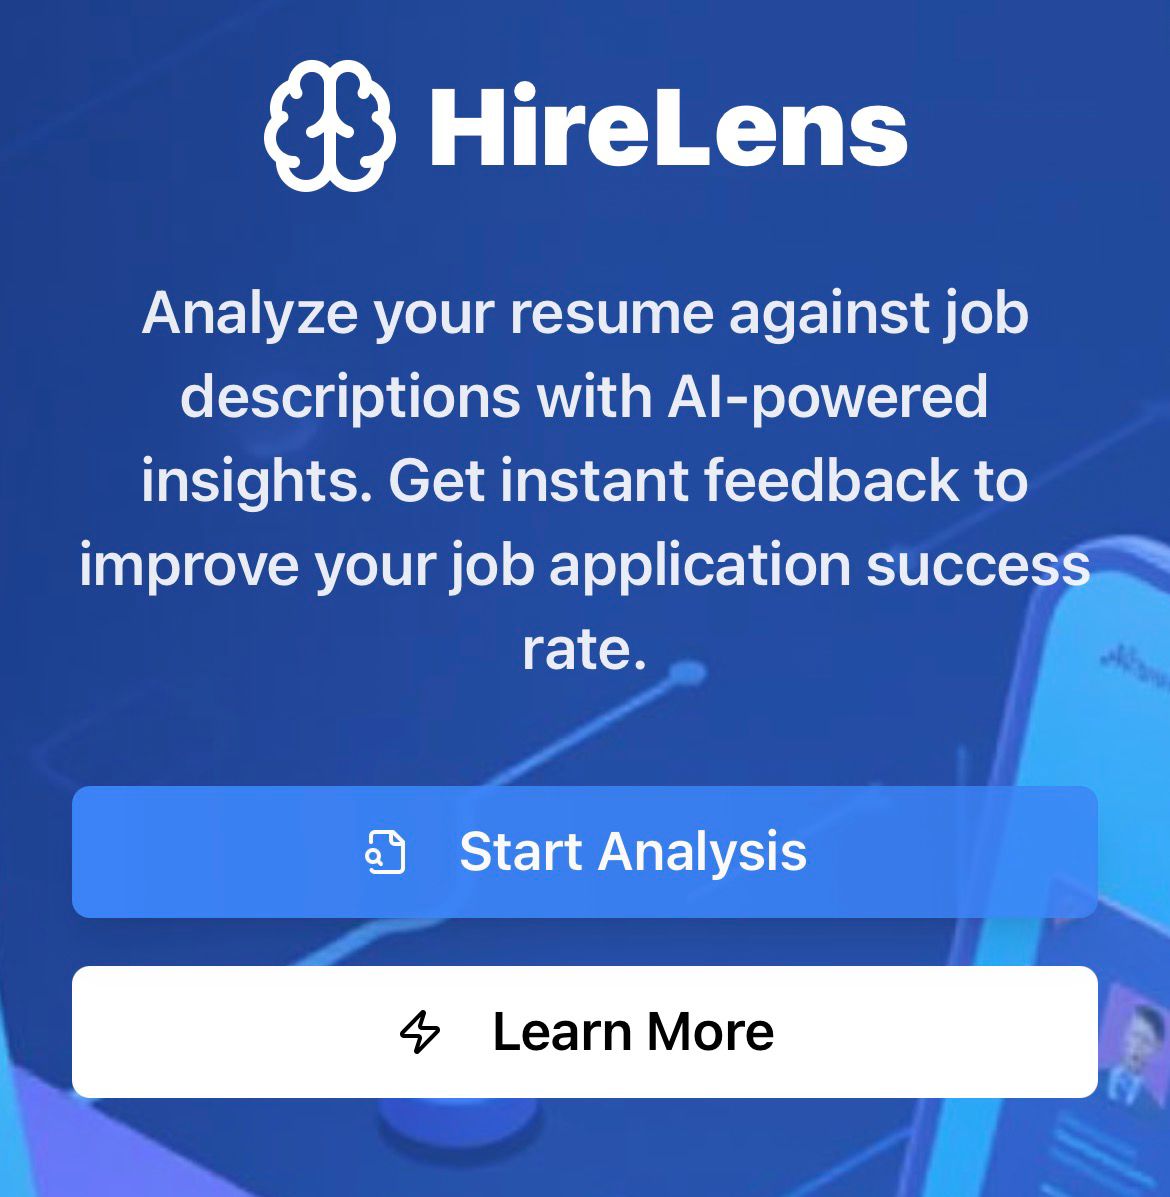 HireLens
Analyze your resume against job
descriptions with AI-powered
insights. Get instant feedback to
improve your job application success
rate.
Start Analysis
Learn More